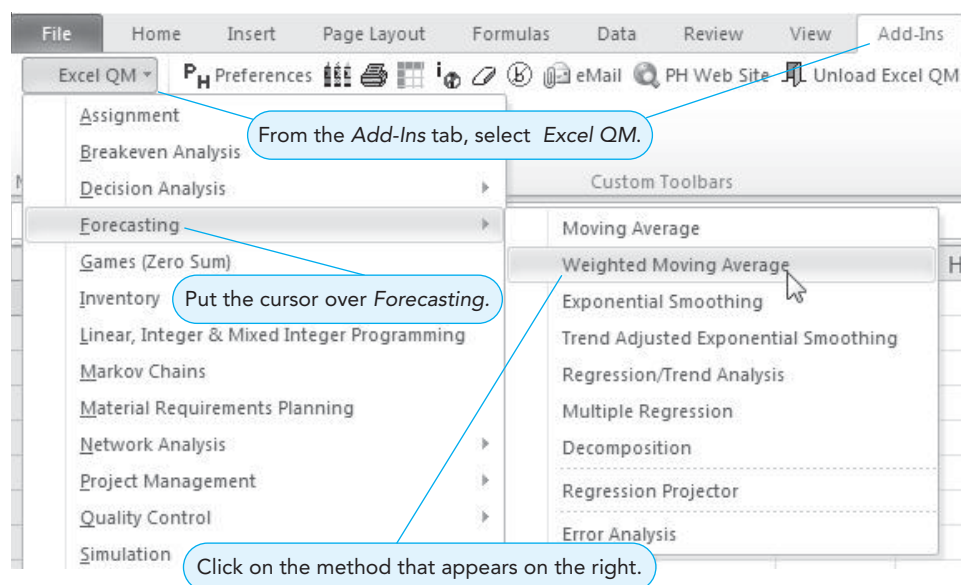 File Home Insert Page Layout Formulas Data Review View Add-Ins
Excel QM PH Preferences eMail PH Web Site Unload Excel QM
Assignment
From the Add-Ins tab, select Excel QM.
Breakeven Analysis
Decision Analysis
Custom Toolbars
Forecasting
Moving Average
Games (Zero Sum)
Weighted Moving Average
H
Inventory
Put the cursor over Forecasting.
Exponential Smoothing
Linear, Integer & Mixed Integer Programming
Trend Adjusted Exponential Smoothing
Markov Chains
Regression/Trend Analysis
Material Requirements Planning
Multiple Regression
Network Analysis
Decomposition
Project Management
Regression Projector
Quality Control
Error Analysis
Simulation
Click on the method that appears on the right.